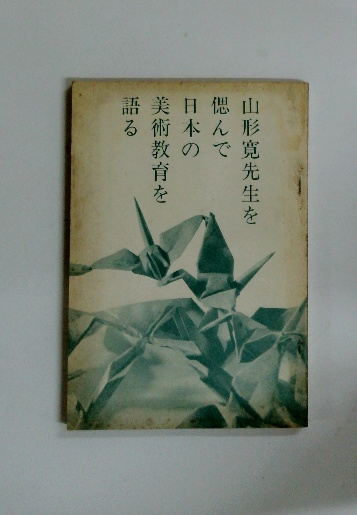 山形寛先生を
偲んで
日本の
美術教育を
語る